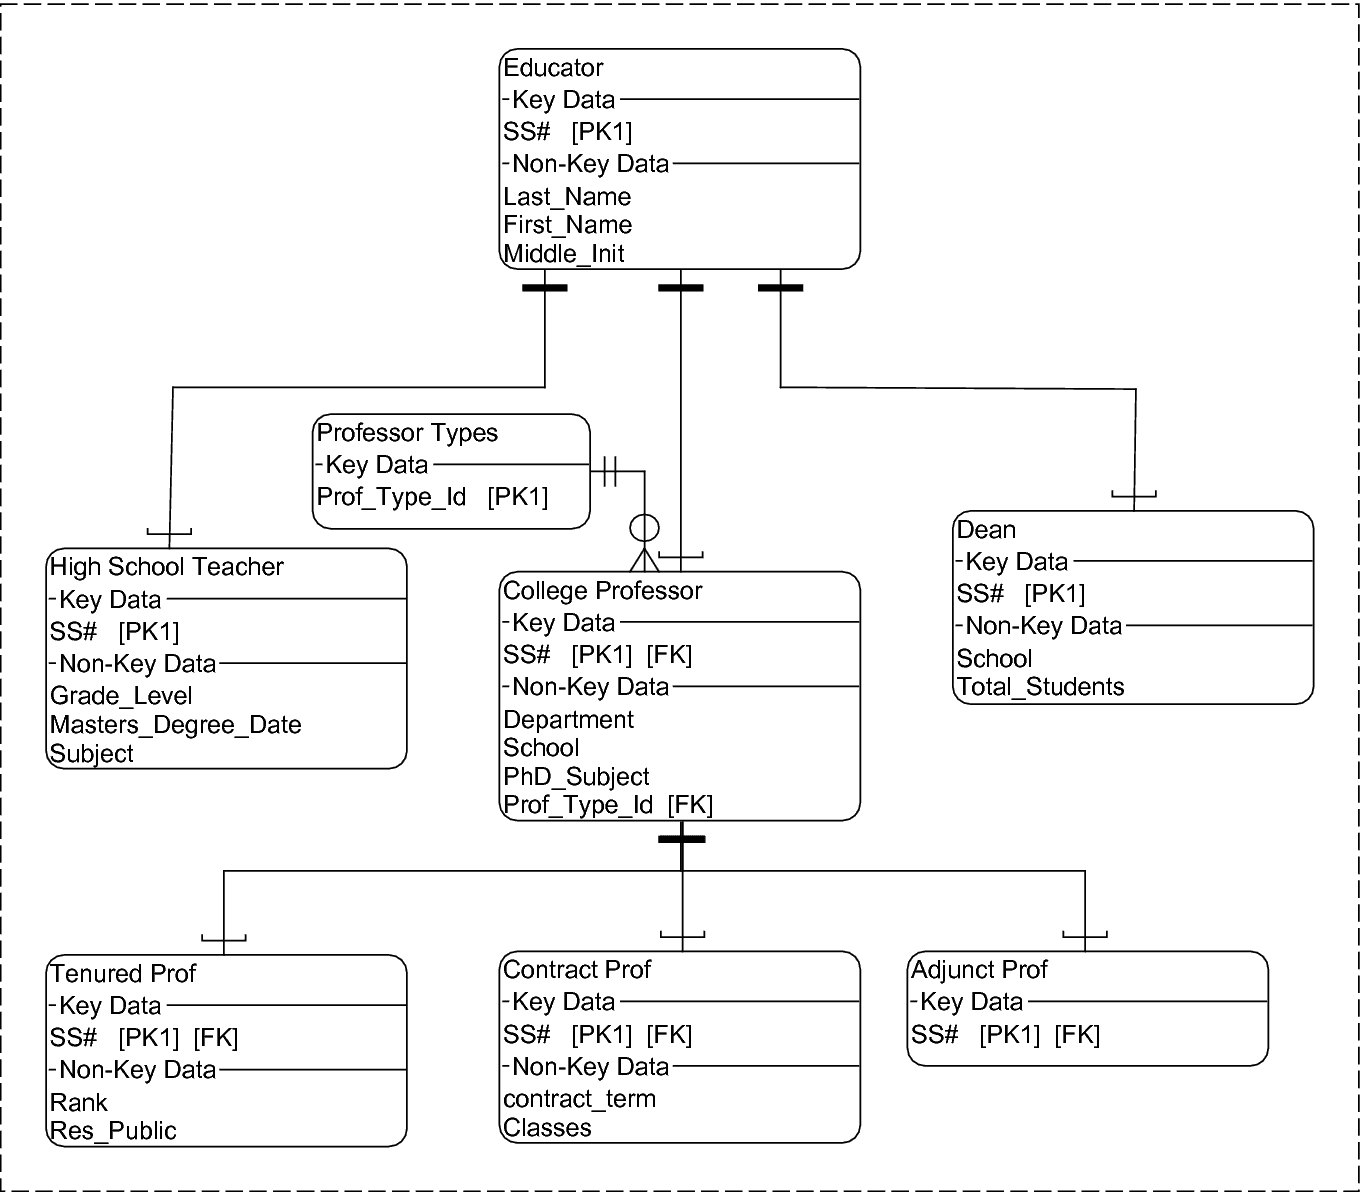 Educator
Key Data
SS# [PK1]
Non-Key Data
Last_Name
First_Name
Middle_Init
Professor Types
Key Data
Prof_Type_Id [PK1]
High School Teacher
Key Data
SS# [PK1]
Non-Key Data
Grade_Level
Masters_Degree_Date
Subject
College Professor
Key Data
SS# [PK1] [FK]
Non-Key Data
Department
School
PhD_Subject
Prof_Type_Id [FK]
Dean
Key Data
SS# [PK1]
Non-Key Data
School
Total_Students
Tenured Prof
Key Data
SS# [PK1] [FK]
Non-Key Data
Rank
Res_Public
Contract Prof
Key Data
SS# [PK1] [FK]
Non-Key Data
contract_term
Classes
Adjunct Prof
Key Data
SS# [PK1] [FK]